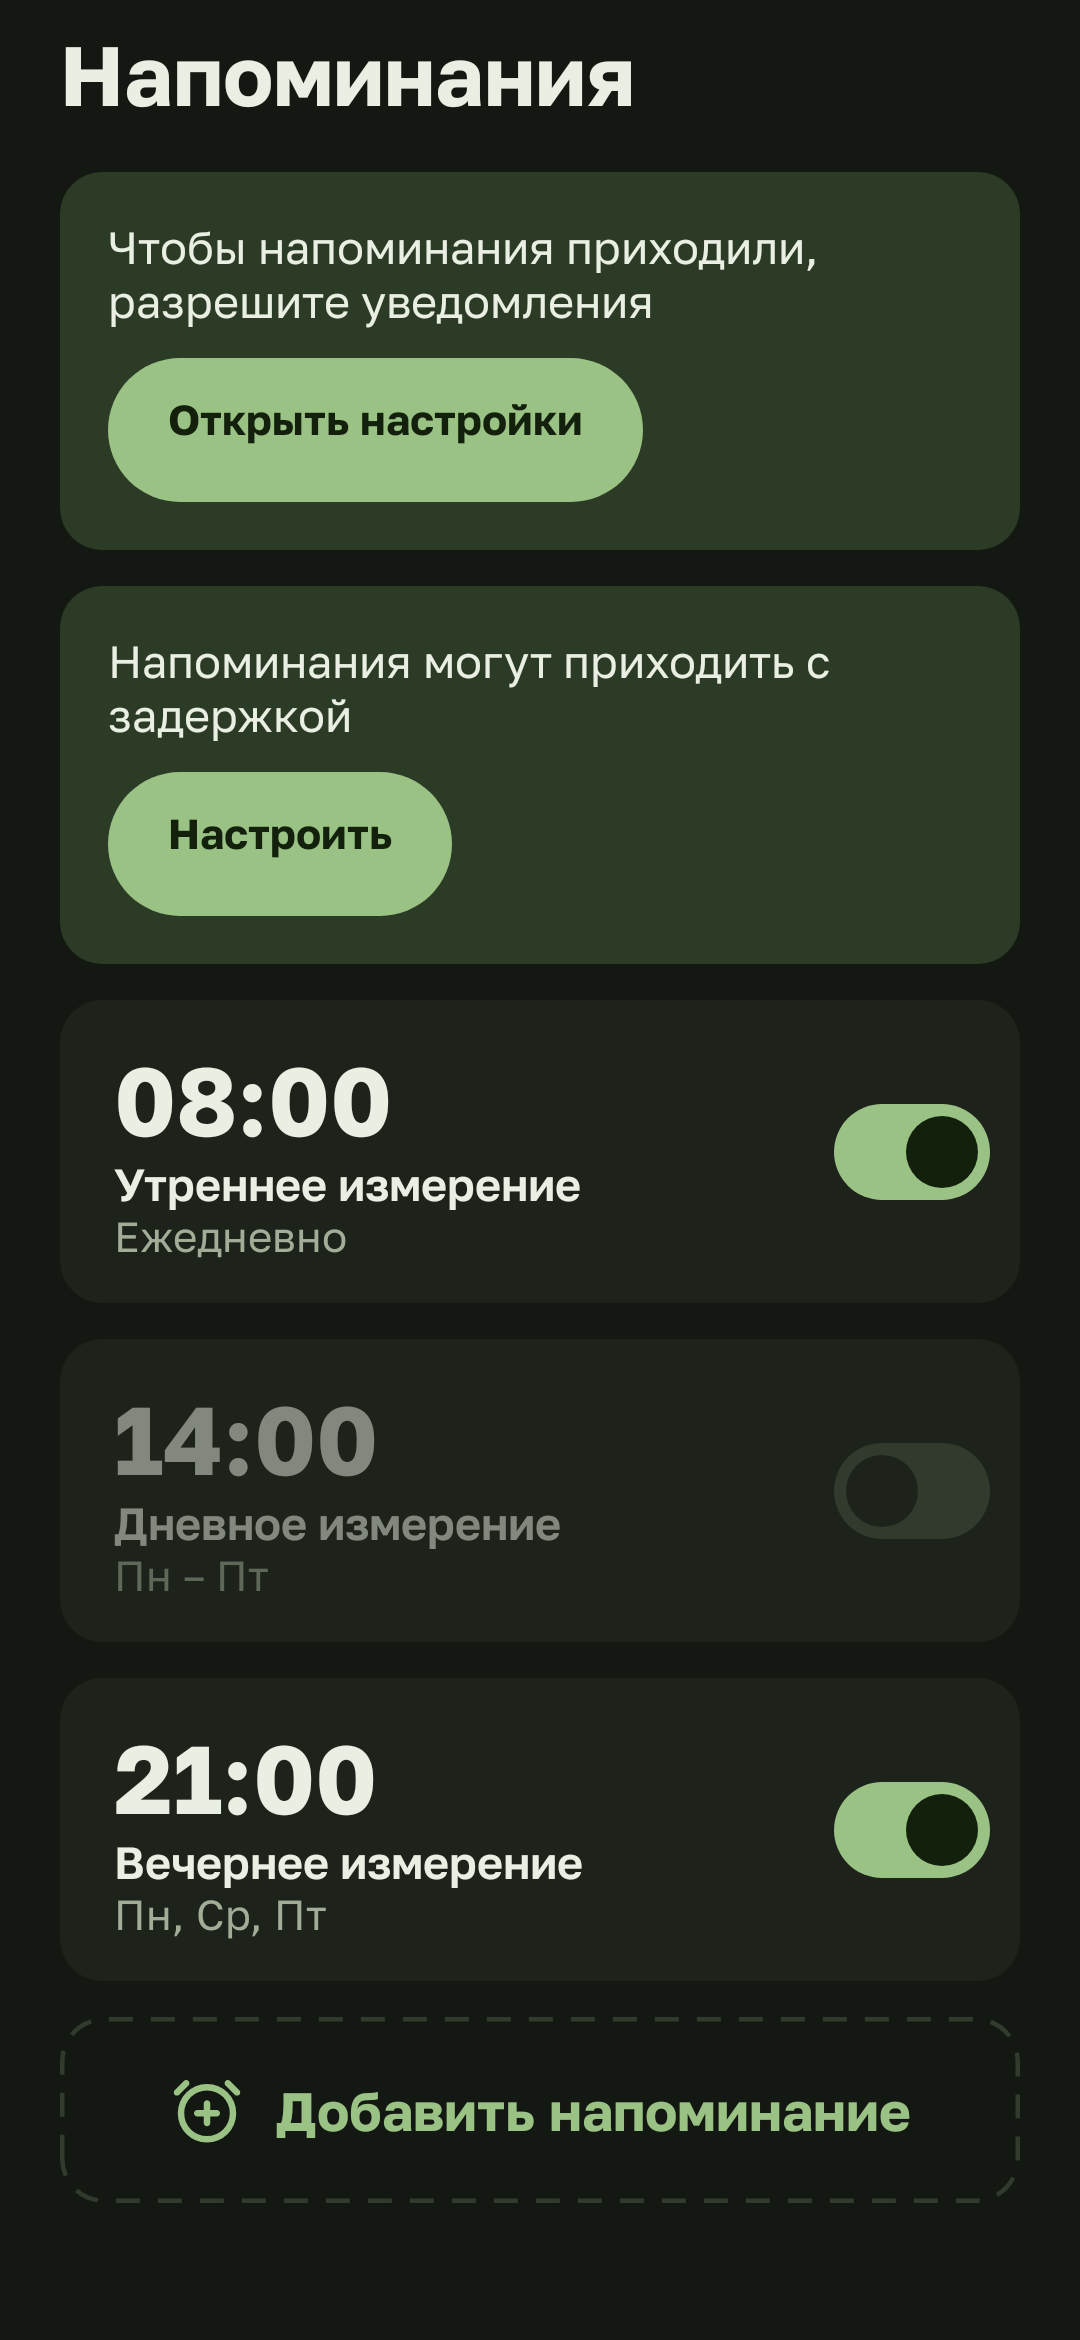 Напоминания
Чтобы напоминания приходили,
разрешите уведомления
Открыть настройки
Напоминания могут приходить с
задержкой
Настроить
08:00
Утреннее измерение
Ежедневно
14:00
Дневное измерение
Пн – Пт
21:00
Вечернее измерение
Пн, Ср, Пт
Добавить напоминание